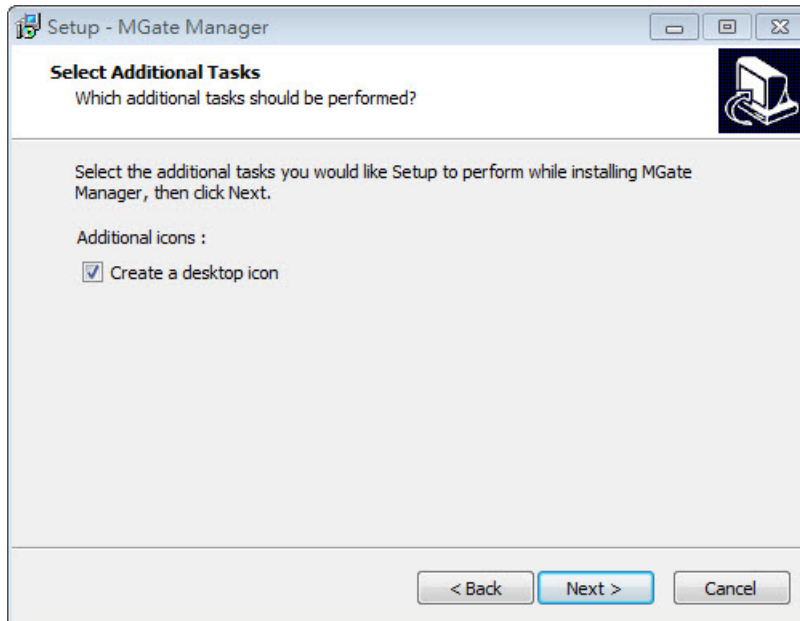 Setup - MGate Manager
Select Additional Tasks
Which additional tasks should be performed?
Select the additional tasks you would like Setup to perform while installing MGate
Manager, then click Next.
Additional icons :
Create a desktop icon
< Back
Next >
Cancel